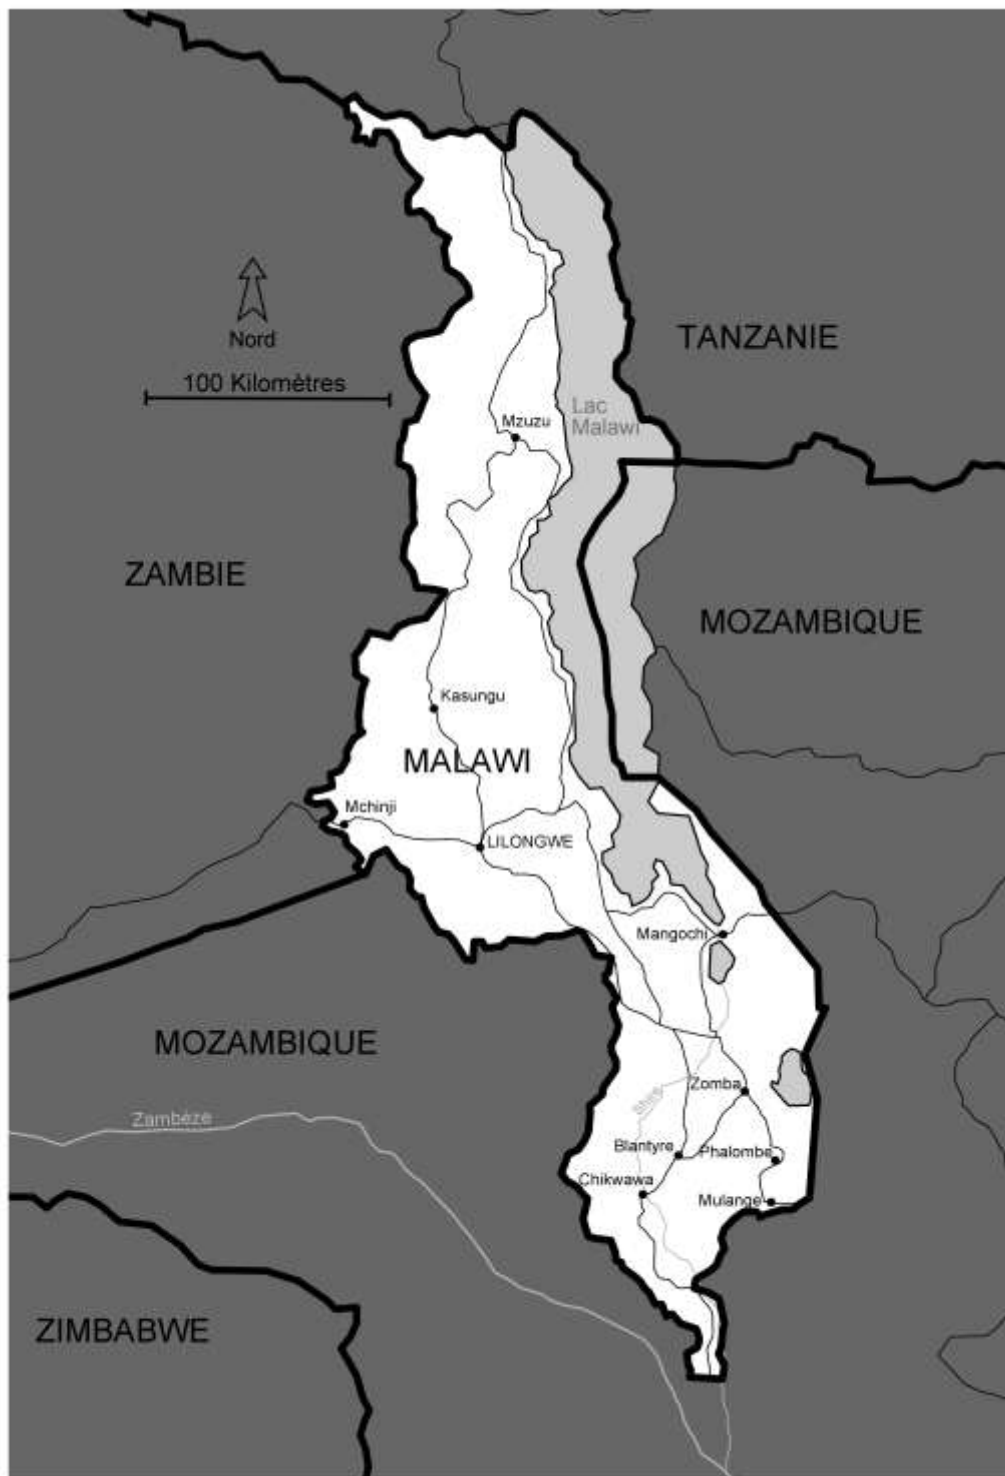 Nord
TANZANIE
100 Kilomètres
Lac
Malawi
Mzuzu
ZAMBIE
MOZAMBIQUE
Kasungu
MALAWI
Mchinji
LILONGWE
Mangochi
MOZAMBIQUE
Zomba
Shire
Zambèze
Blantyre
Phalombe
Chikwawa
Mulange
ZIMBABWE